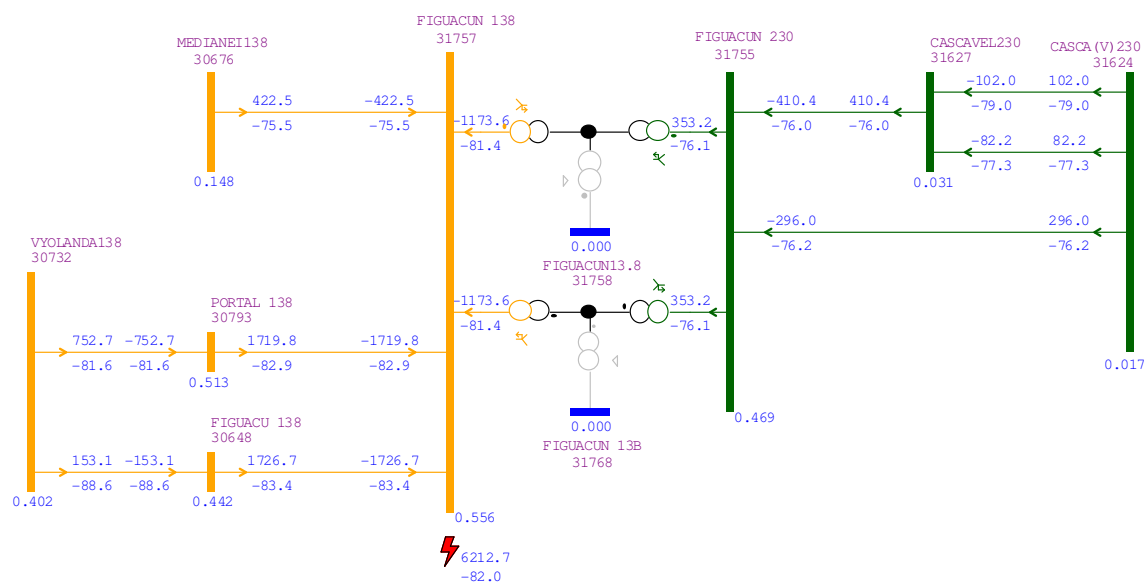 FIGUACUN 138
31757
MEDIANEI138
30676
FIGUACUN 230
31755
CASCAVEL230
31627
CASCA(V)230
31624
422.5 -422.5
-75.5 -75.5
0.148
-1173.6
-81.4
353.2
-76.1
-410.4 410.4
-76.0 -76.0
-102.0 102.0
-79.0 -79.0
-82.2 82.2
-77.3 -77.3
0.031
-296.0 296.0
-76.2 -76.2
0.000
FIGUACUN13.8
31758
VYOLANDA138
30732
PORTAL 138
30793
-1173.6
-81.4
353.2
-76.1
752.7 -752.7 1719.8 -1719.8
-81.6 -81.6 -82.9 -82.9
0.513
0.017
0.000
0.469
FIGUACUN 13B
31768
FIGUACU 138
30648
153.1 -153.1 1726.7 -1726.7
-88.6 -88.6 -83.4 -83.4
0.402
0.442
0.556
6212.7
-82.0